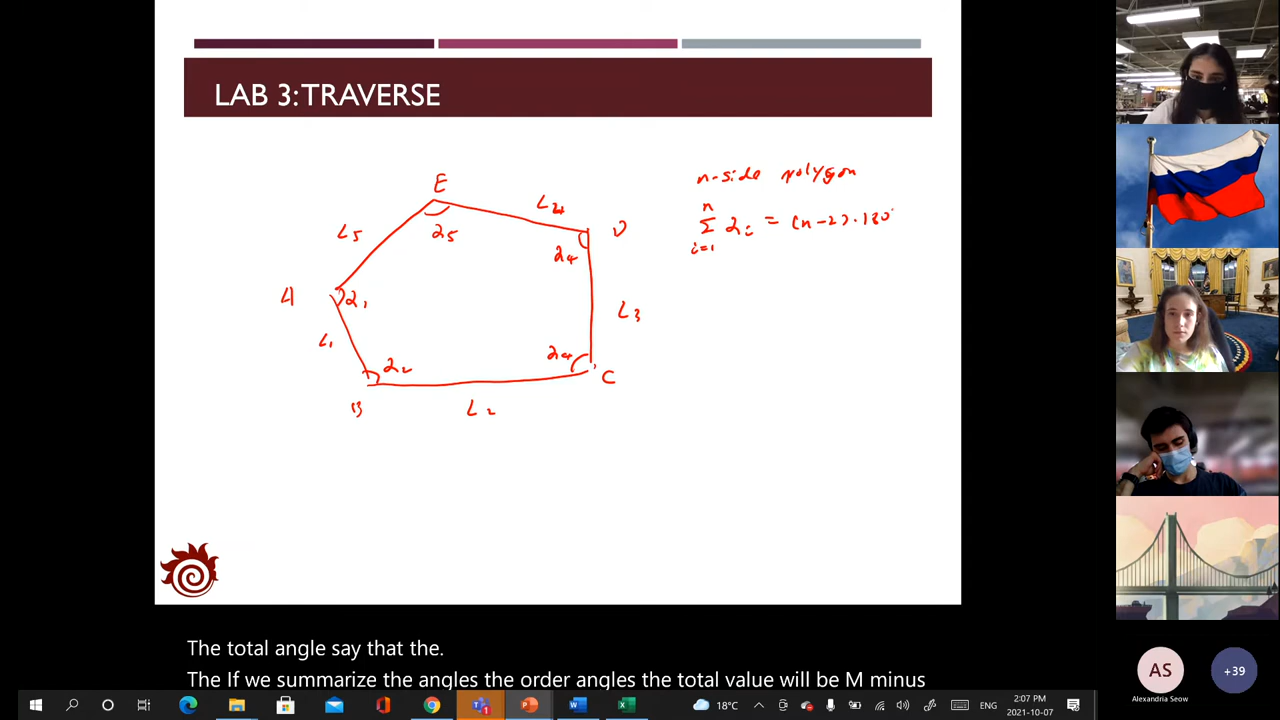 LAB 3: TRAVERSE
n-side polygon
n
Σ αi = (n-2)·180°
i=1
E
L4
L5
α5
D
α4
A
α1
L3
L1
α4
α2
C
B
L2
The total angle say that the.
The If we summarize the angles the order angles the total value will be M minus
AS
+39
Alexandria Seow
18°C
ENG
2:07 PM
2021-10-07